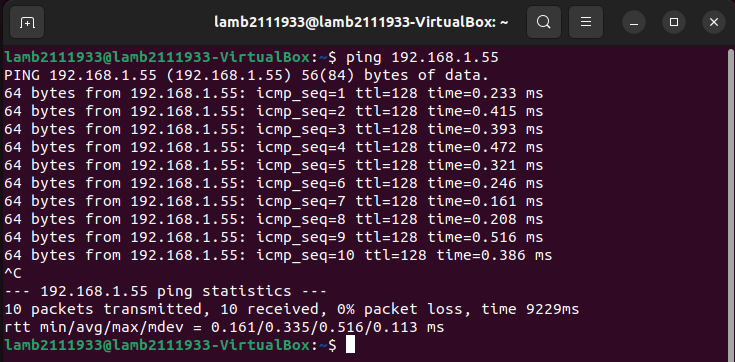 lamb2111933@lamb2111933-VirtualBox: ~
lamb2111933@lamb2111933-VirtualBox:~$ ping 192.168.1.55
PING 192.168.1.55 (192.168.1.55) 56(84) bytes of data.
64 bytes from 192.168.1.55: icmp_seq=1 ttl=128 time=0.233 ms
64 bytes from 192.168.1.55: icmp_seq=2 ttl=128 time=0.415 ms
64 bytes from 192.168.1.55: icmp_seq=3 ttl=128 time=0.393 ms
64 bytes from 192.168.1.55: icmp_seq=4 ttl=128 time=0.472 ms
64 bytes from 192.168.1.55: icmp_seq=5 ttl=128 time=0.321 ms
64 bytes from 192.168.1.55: icmp_seq=6 ttl=128 time=0.246 ms
64 bytes from 192.168.1.55: icmp_seq=7 ttl=128 time=0.161 ms
64 bytes from 192.168.1.55: icmp_seq=8 ttl=128 time=0.208 ms
64 bytes from 192.168.1.55: icmp_seq=9 ttl=128 time=0.516 ms
64 bytes from 192.168.1.55: icmp_seq=10 ttl=128 time=0.386 ms
^C
--- 192.168.1.55 ping statistics ---
10 packets transmitted, 10 received, 0% packet loss, time 9229ms
rtt min/avg/max/mdev = 0.161/0.335/0.516/0.113 ms
lamb2111933@lamb2111933-VirtualBox:~$